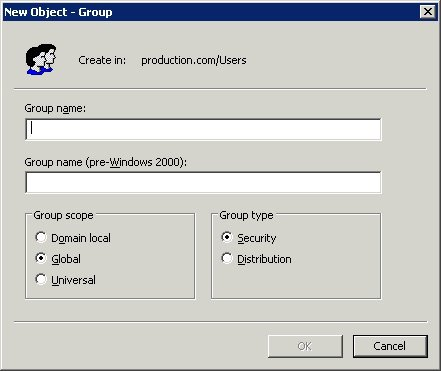 New Object - Group
Create in: production.com/Users
Group name:
Group name (pre-Windows 2000):
Group scope
Domain local
Global
Universal
Group type
Security
Distribution
OK
Cancel